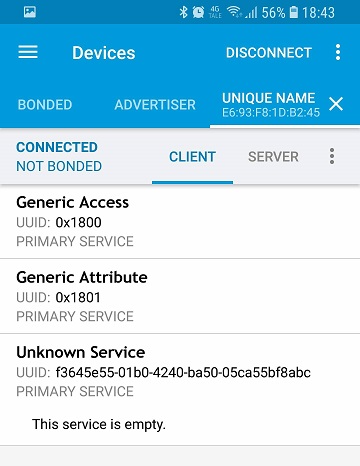 4G
TALE
56%
18:43
Devices
DISCONNECT
BONDED
ADVERTISER
UNIQUE NAME
E6:93:F8:1D:B2:45
CONNECTED
NOT BONDED
CLIENT
SERVER
Generic Access
UUID: 0x1800
PRIMARY SERVICE
Generic Attribute
UUID: 0x1801
PRIMARY SERVICE
Unknown Service
UUID: f3645e55-01b0-4240-ba50-05ca55bf8abc
PRIMARY SERVICE
This service is empty.